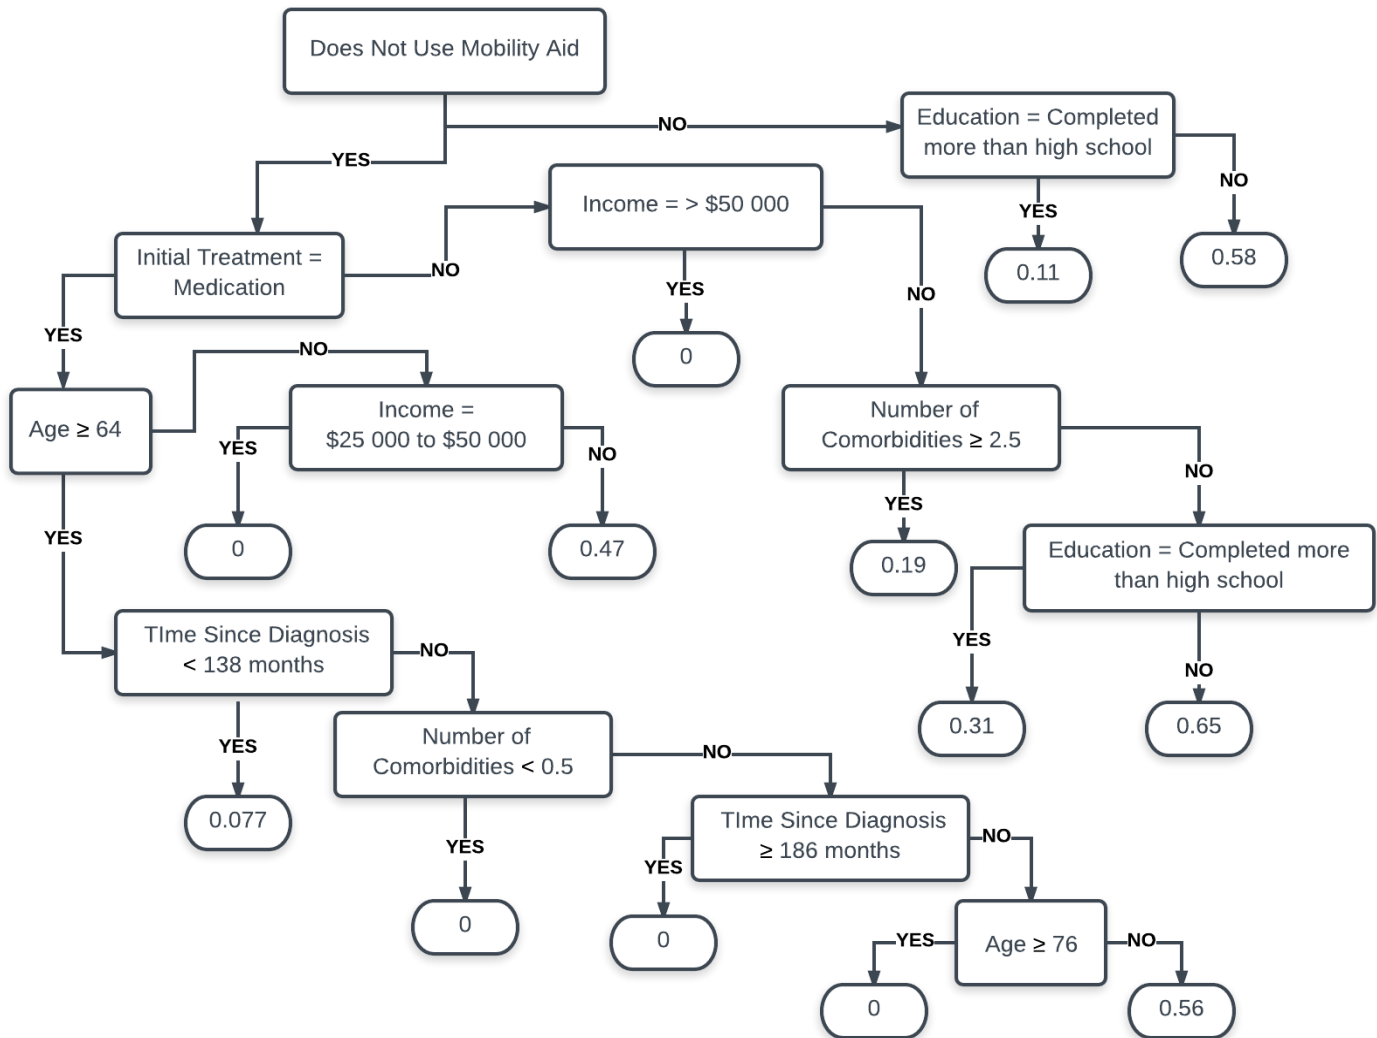 Does Not Use Mobility Aid
NO
Education = Completed
more than high school
YES
NO
YES
Income = > $50 000
0.11
0.58
Initial Treatment =
Medication
NO
YES
NO
0
YES
NO
Age ≥ 64
Income =
$25 000 to $50 000
Number of
Comorbidities ≥ 2.5
YES
NO
YES
NO
YES
0
0.47
0.19
Education = Completed more
than high school
TIme Since Diagnosis
< 138 months
NO
YES
NO
0.31
0.65
YES
Number of
Comorbidities < 0.5
NO
0.077
TIme Since Diagnosis
≥ 186 months
NO
YES
YES
0
0
Age ≥ 76
YES
NO
0
0.56